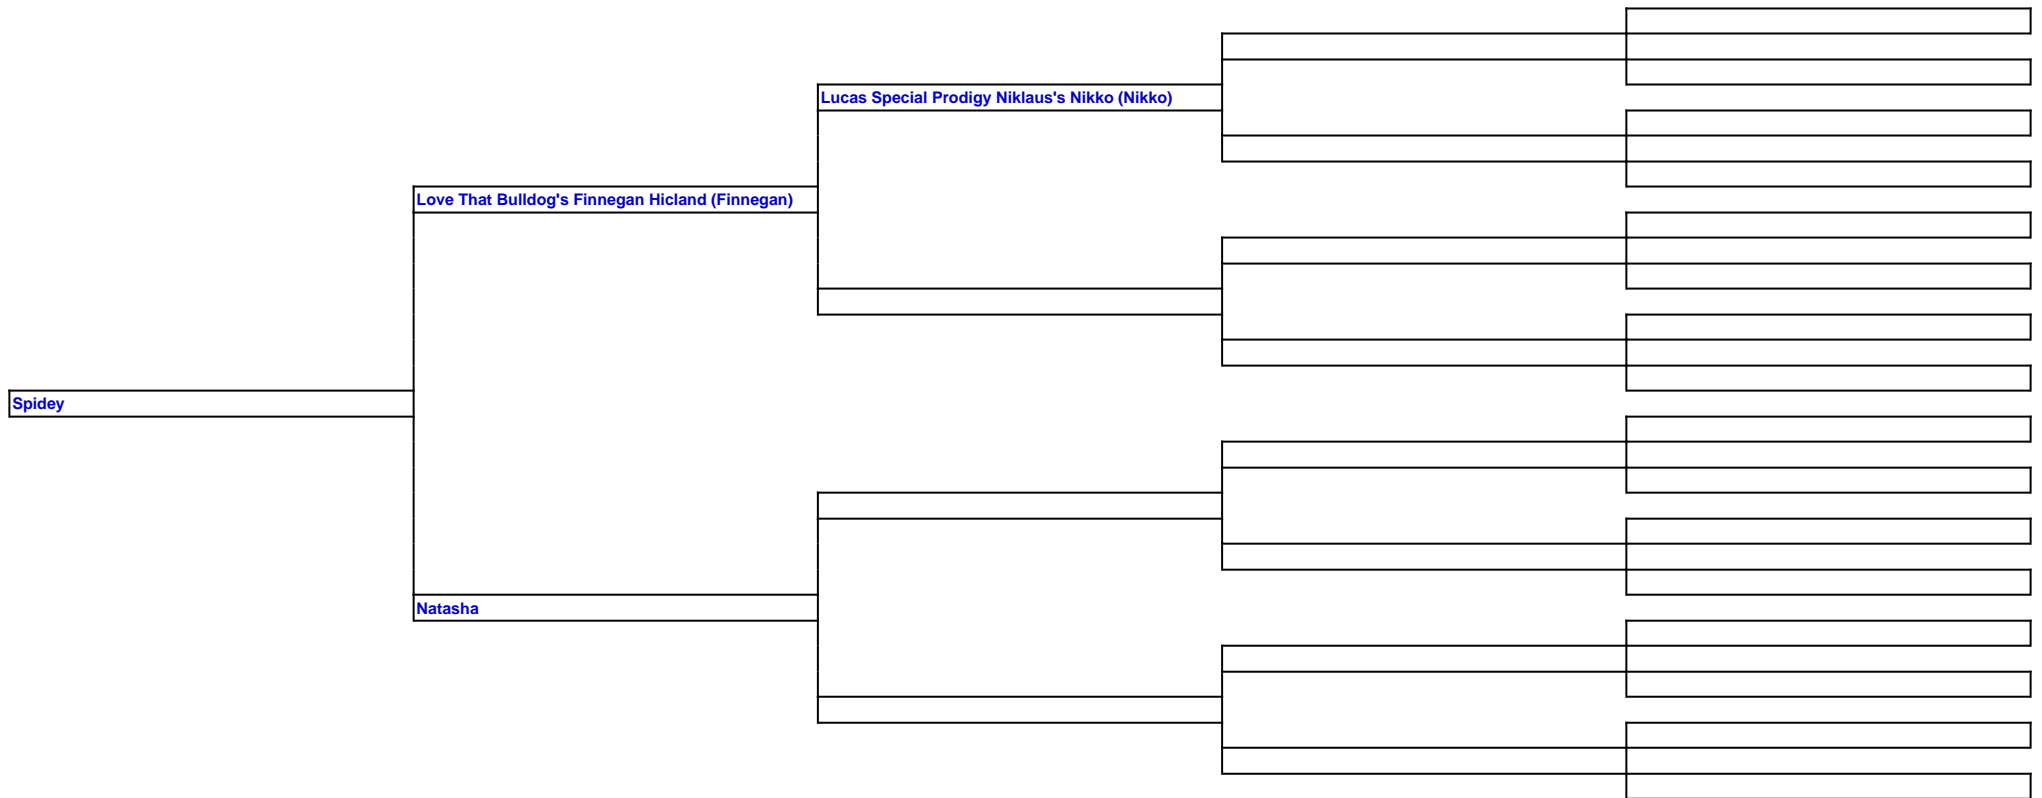 Lucas Special Prodigy Niklaus's Nikko (Nikko)
Love That Bulldog's Finnegan Hicland (Finnegan)
Spidey
Natasha